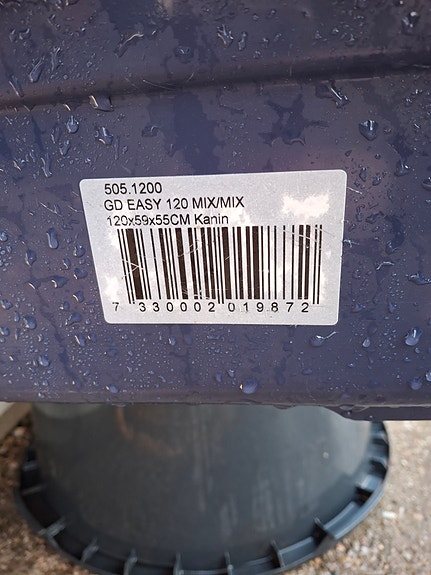 505.1200
GD EASY 120 MIX/MIX
120x59x55CM Kanin
7 330002 019872